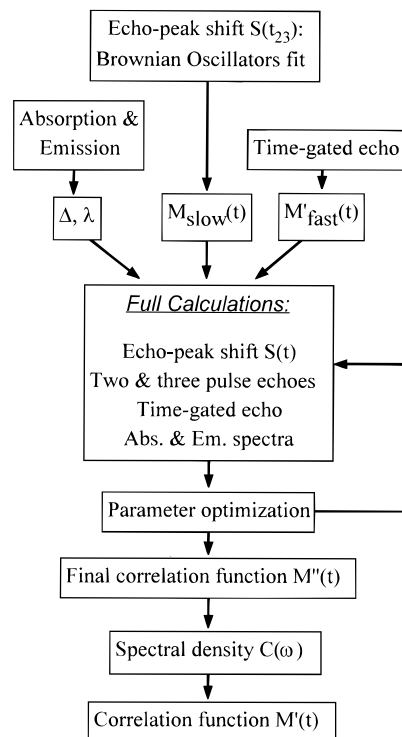 Echo-peak shift S(t23):
Brownian Oscillators fit
Absorption &
Emission
Time-gated echo
Δ, λ
Mslow(t)
M'fast(t)
Full Calculations:
Echo-peak shift S(t)
Two & three pulse echoes
Time-gated echo
Abs. & Em. spectra
Parameter optimization
Final correlation function M"(t)
Spectral density C(ω)
Correlation function M'(t)